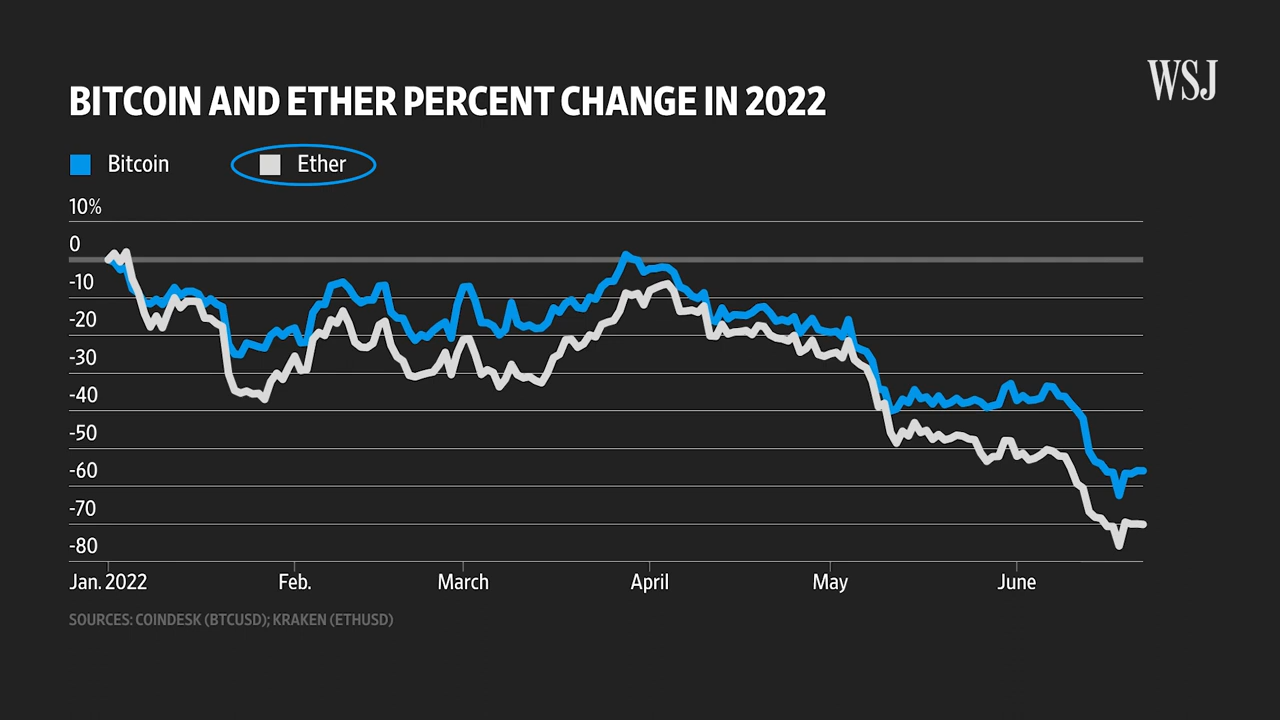 WSJ
BITCOIN AND ETHER PERCENT CHANGE IN 2022
Bitcoin Ether
10%
0
-10
-20
-30
-40
-50
-60
-70
-80
Jan. 2022 Feb. March April May June
SOURCES: COINDESK (BTCUSD); KRAKEN (ETHUSD)